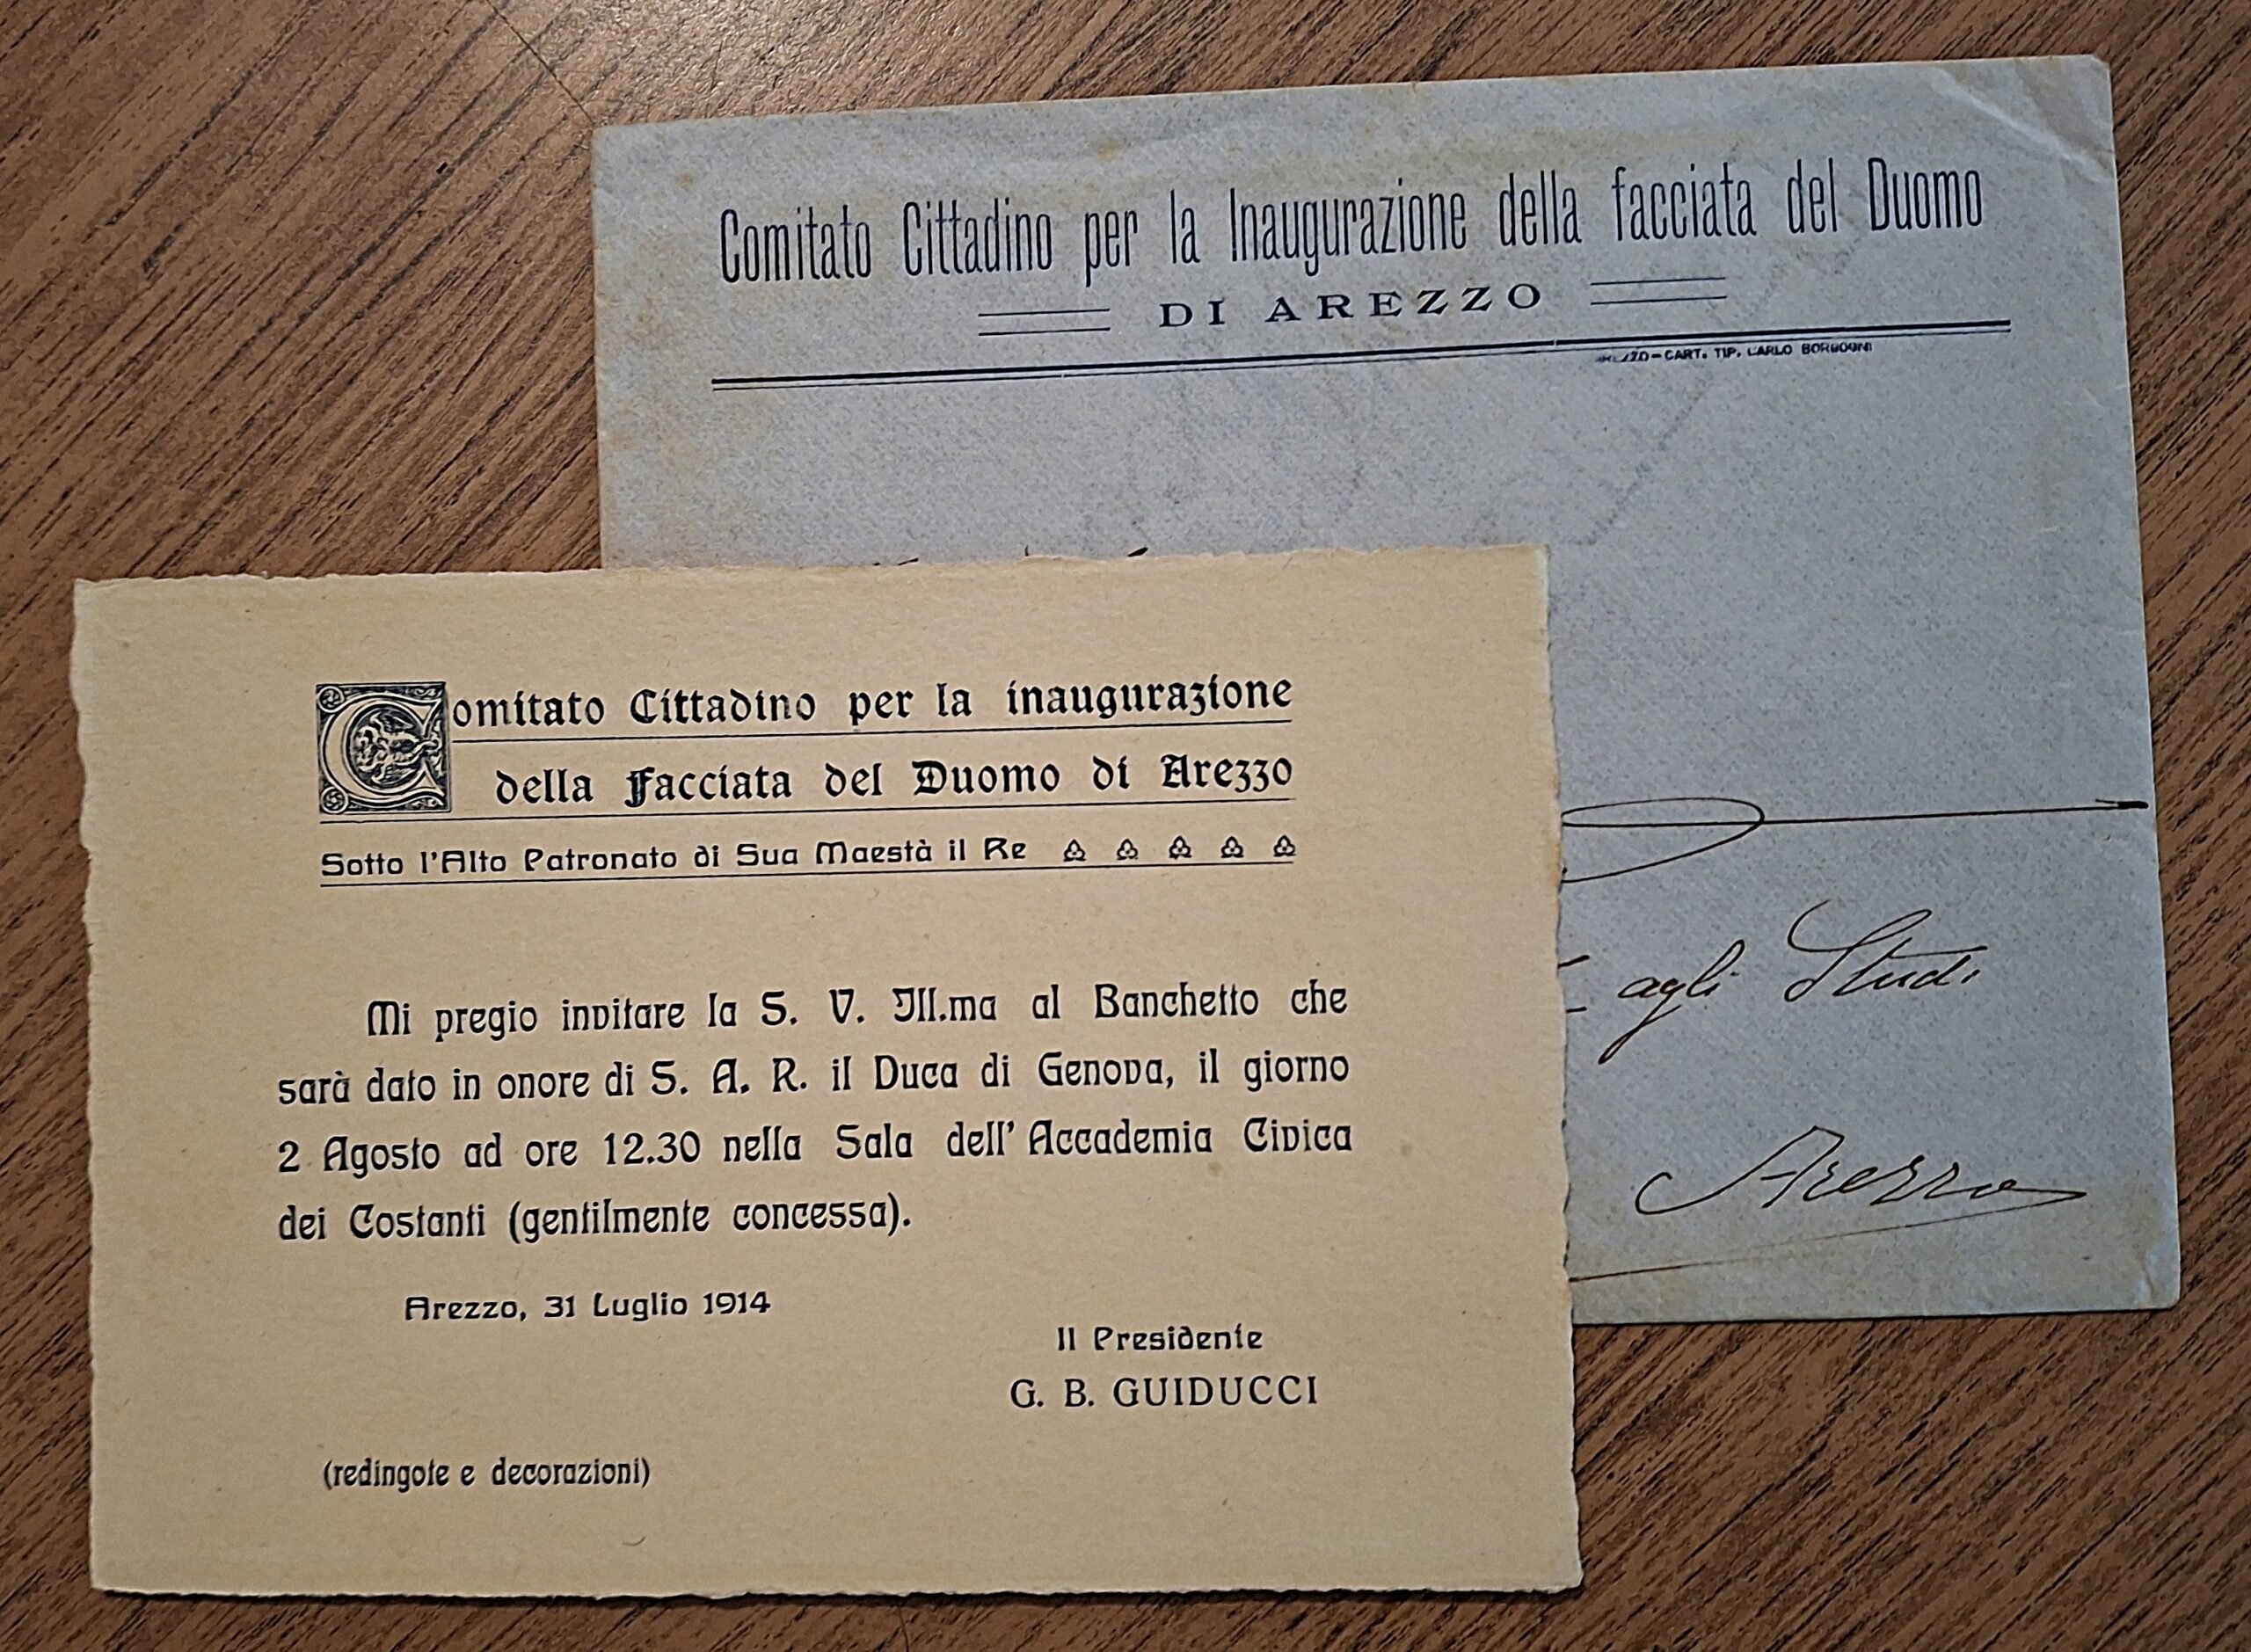 Comitato Cittadino per la Inaugurazione della facciata del Duomo
DI AREZZO
CART. TIP. CARLO BORGOGNI
agli Studi
Arezzo
Comitato Cittadino per la inaugurazione
della Facciata del Duomo di Arezzo
Sotto l'Alto Patronato di Sua Maestà il Re
Mi pregio invitare la S. V. Ill.ma al Banchetto che
sarà dato in onore di S. A. R. il Duca di Genova, il giorno
2 Agosto ad ore 12.30 nella Sala dell' Accademia Civica
dei Costanti (gentilmente concessa).
Arezzo, 31 Luglio 1914
Il Presidente
G. B. GUIDUCCI
(redingote e decorazioni)